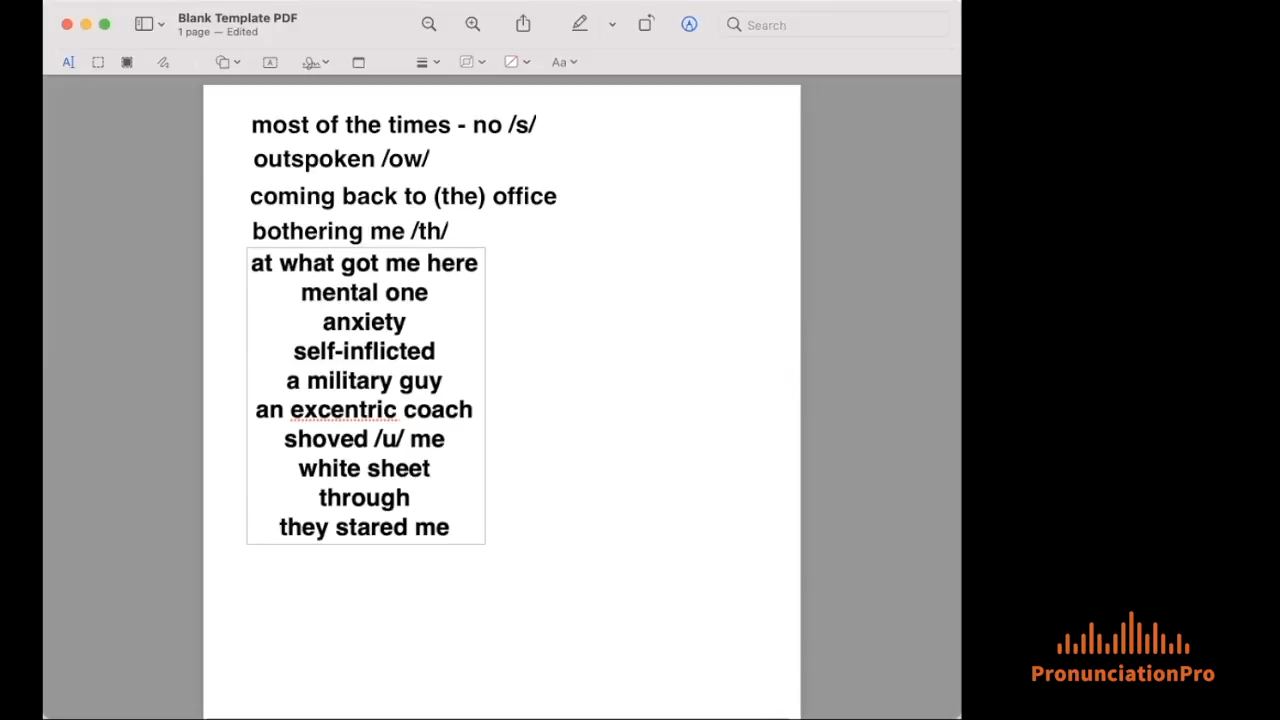 Blank Template PDF
1 page — Edited
Search
Aa
most of the times - no /s/
outspoken /ow/
coming back to (the) office
bothering me /th/
at what got me here
mental one
anxiety
self-inflicted
a military guy
an excentric coach
shoved /u/ me
white sheet
through
they stared me
PronunciationPro